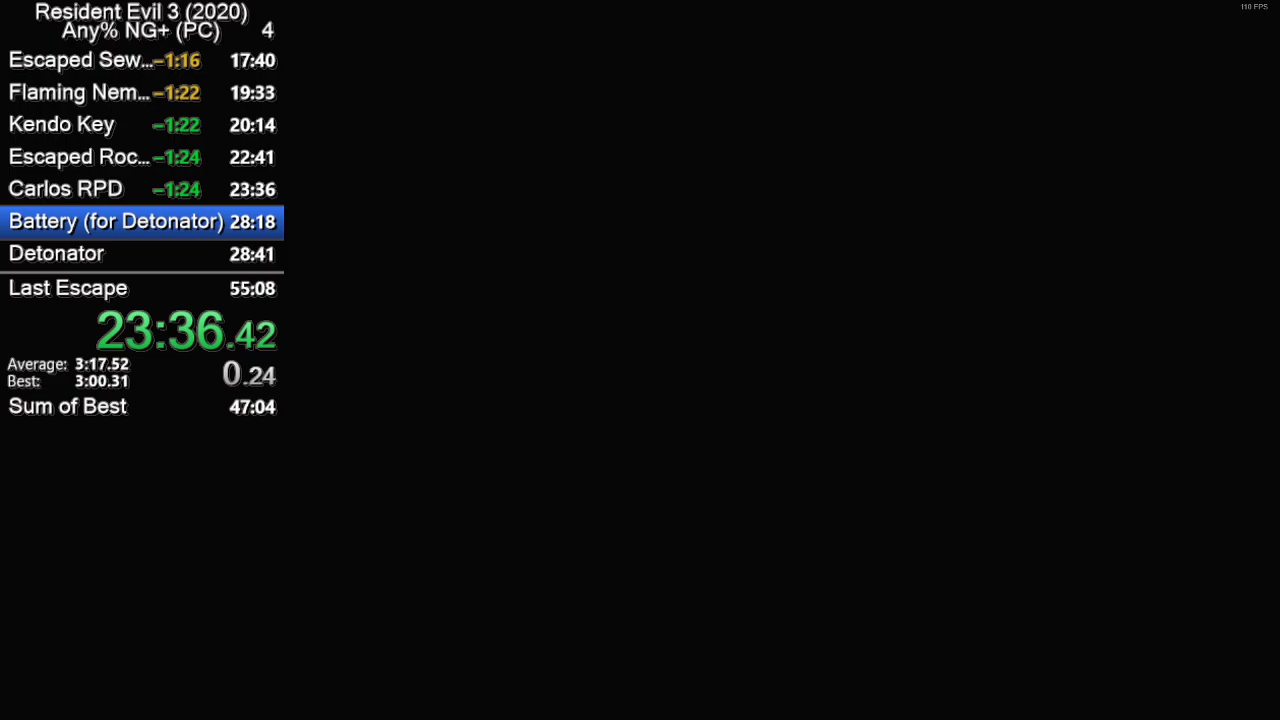 Resident Evil 3 (2020)
Any% NG+ (PC) 4
110 FPS
Escaped Sew... −1:16 17:40
Flaming Nem... −1:22 19:33
Kendo Key −1:22 20:14
Escaped Roc... −1:24 22:41
Carlos RPD −1:24 23:36
Battery (for Detonator) 28:18
Detonator 28:41
Last Escape 55:08
23:36.42
Average: 3:17.52
Best: 3:00.31
0.24
Sum of Best 47:04